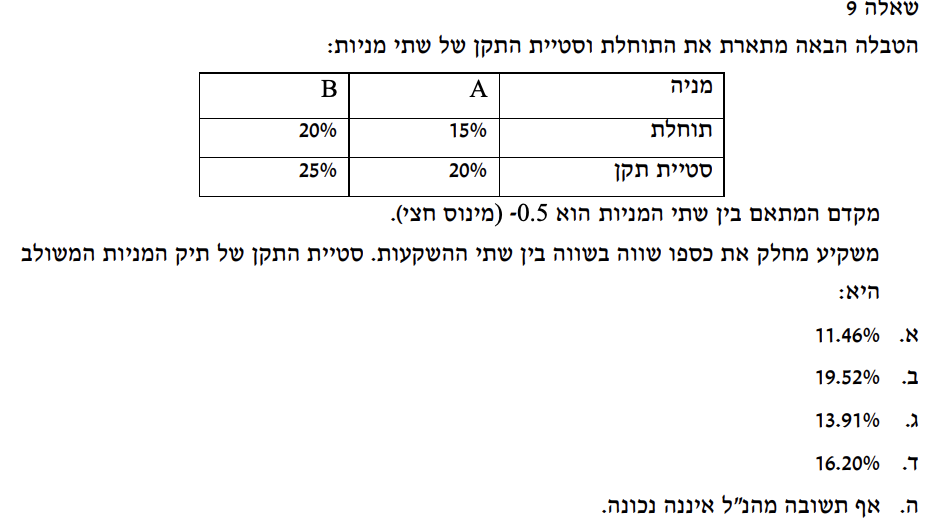 שאלה 9
הטבלה הבאה מתארת את התוחלת וסטיית התקן של שתי מניות:
מניה A B
תוחלת 15% 20%
סטיית תקן 20% 25%
מקדם המתאם בין שתי המניות הוא 0.5- (מינוס חצי).
משקיע מחלק את כספו שווה בשווה בין שתי ההשקעות. סטיית התקן של תיק המניות המשולב
היא:
א. 11.46%
ב. 19.52%
ג. 13.91%
ד. 16.20%
ה. אף תשובה מהנ"ל איננה נכונה.